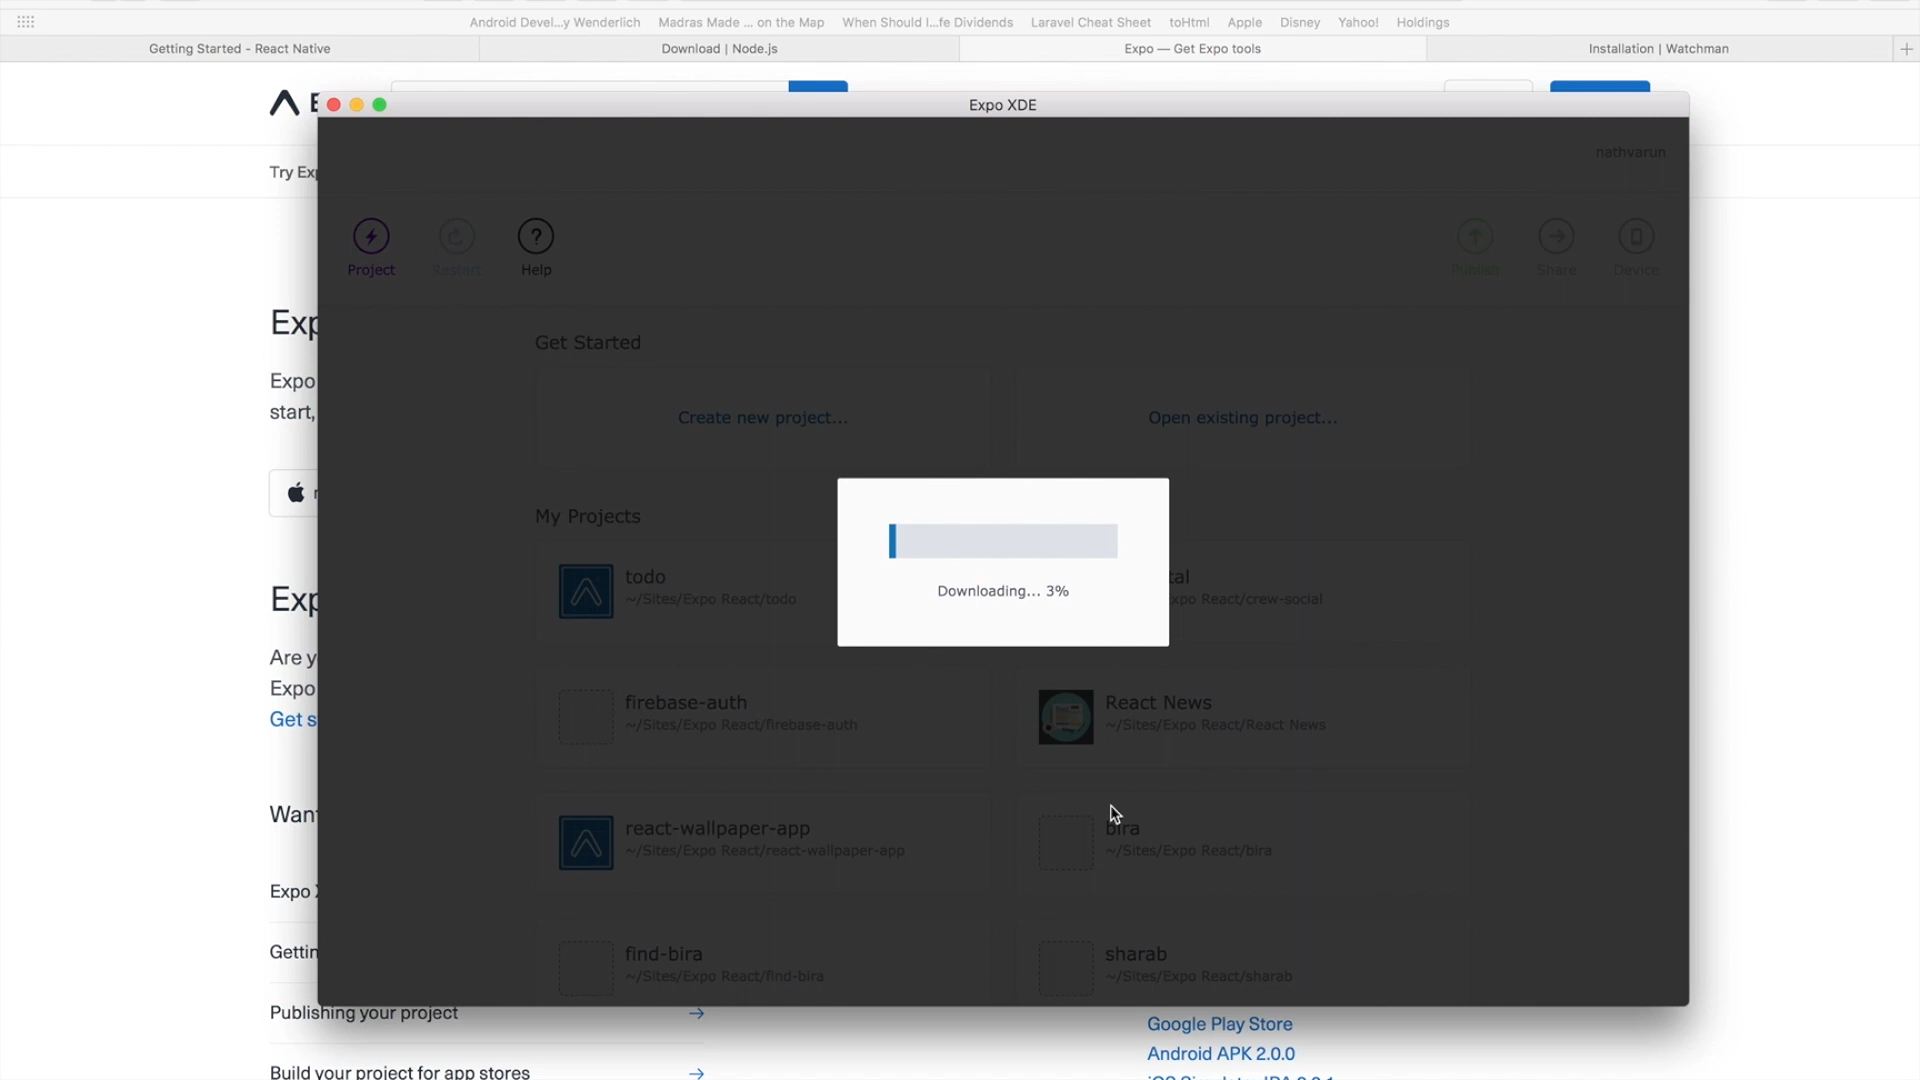 Android Devel...y Wenderlich Madras Made ... on the Map When Should I...fe Dividends Laravel Cheat Sheet toHtml Apple Disney Yahoo! Holdings
Getting Started - React Native Download | Node.js Expo — Get Expo tools Installation | Watchman
Expo XDE
nathvarun
Try Exp
Project Restart Help Publish Share Device
Exp
Get Started
Expo
start,
Create new project... Open existing project...
My Projects
todo
~/Sites/Expo React/todo
tal
xpo React/crew-social
Downloading... 3%
Exp
Are y
Expo
Get s
firebase-auth
~/Sites/Expo React/firebase-auth
React News
~/Sites/Expo React/React News
Want
react-wallpaper-app
~/Sites/Expo React/react-wallpaper-app
bira
~/Sites/Expo React/bira
Expo
Gettin
find-bira
~/Sites/Expo React/find-bira
sharab
~/Sites/Expo React/sharab
Publishing your project
Google Play Store
Android APK 2.0.0
Build your project for app stores